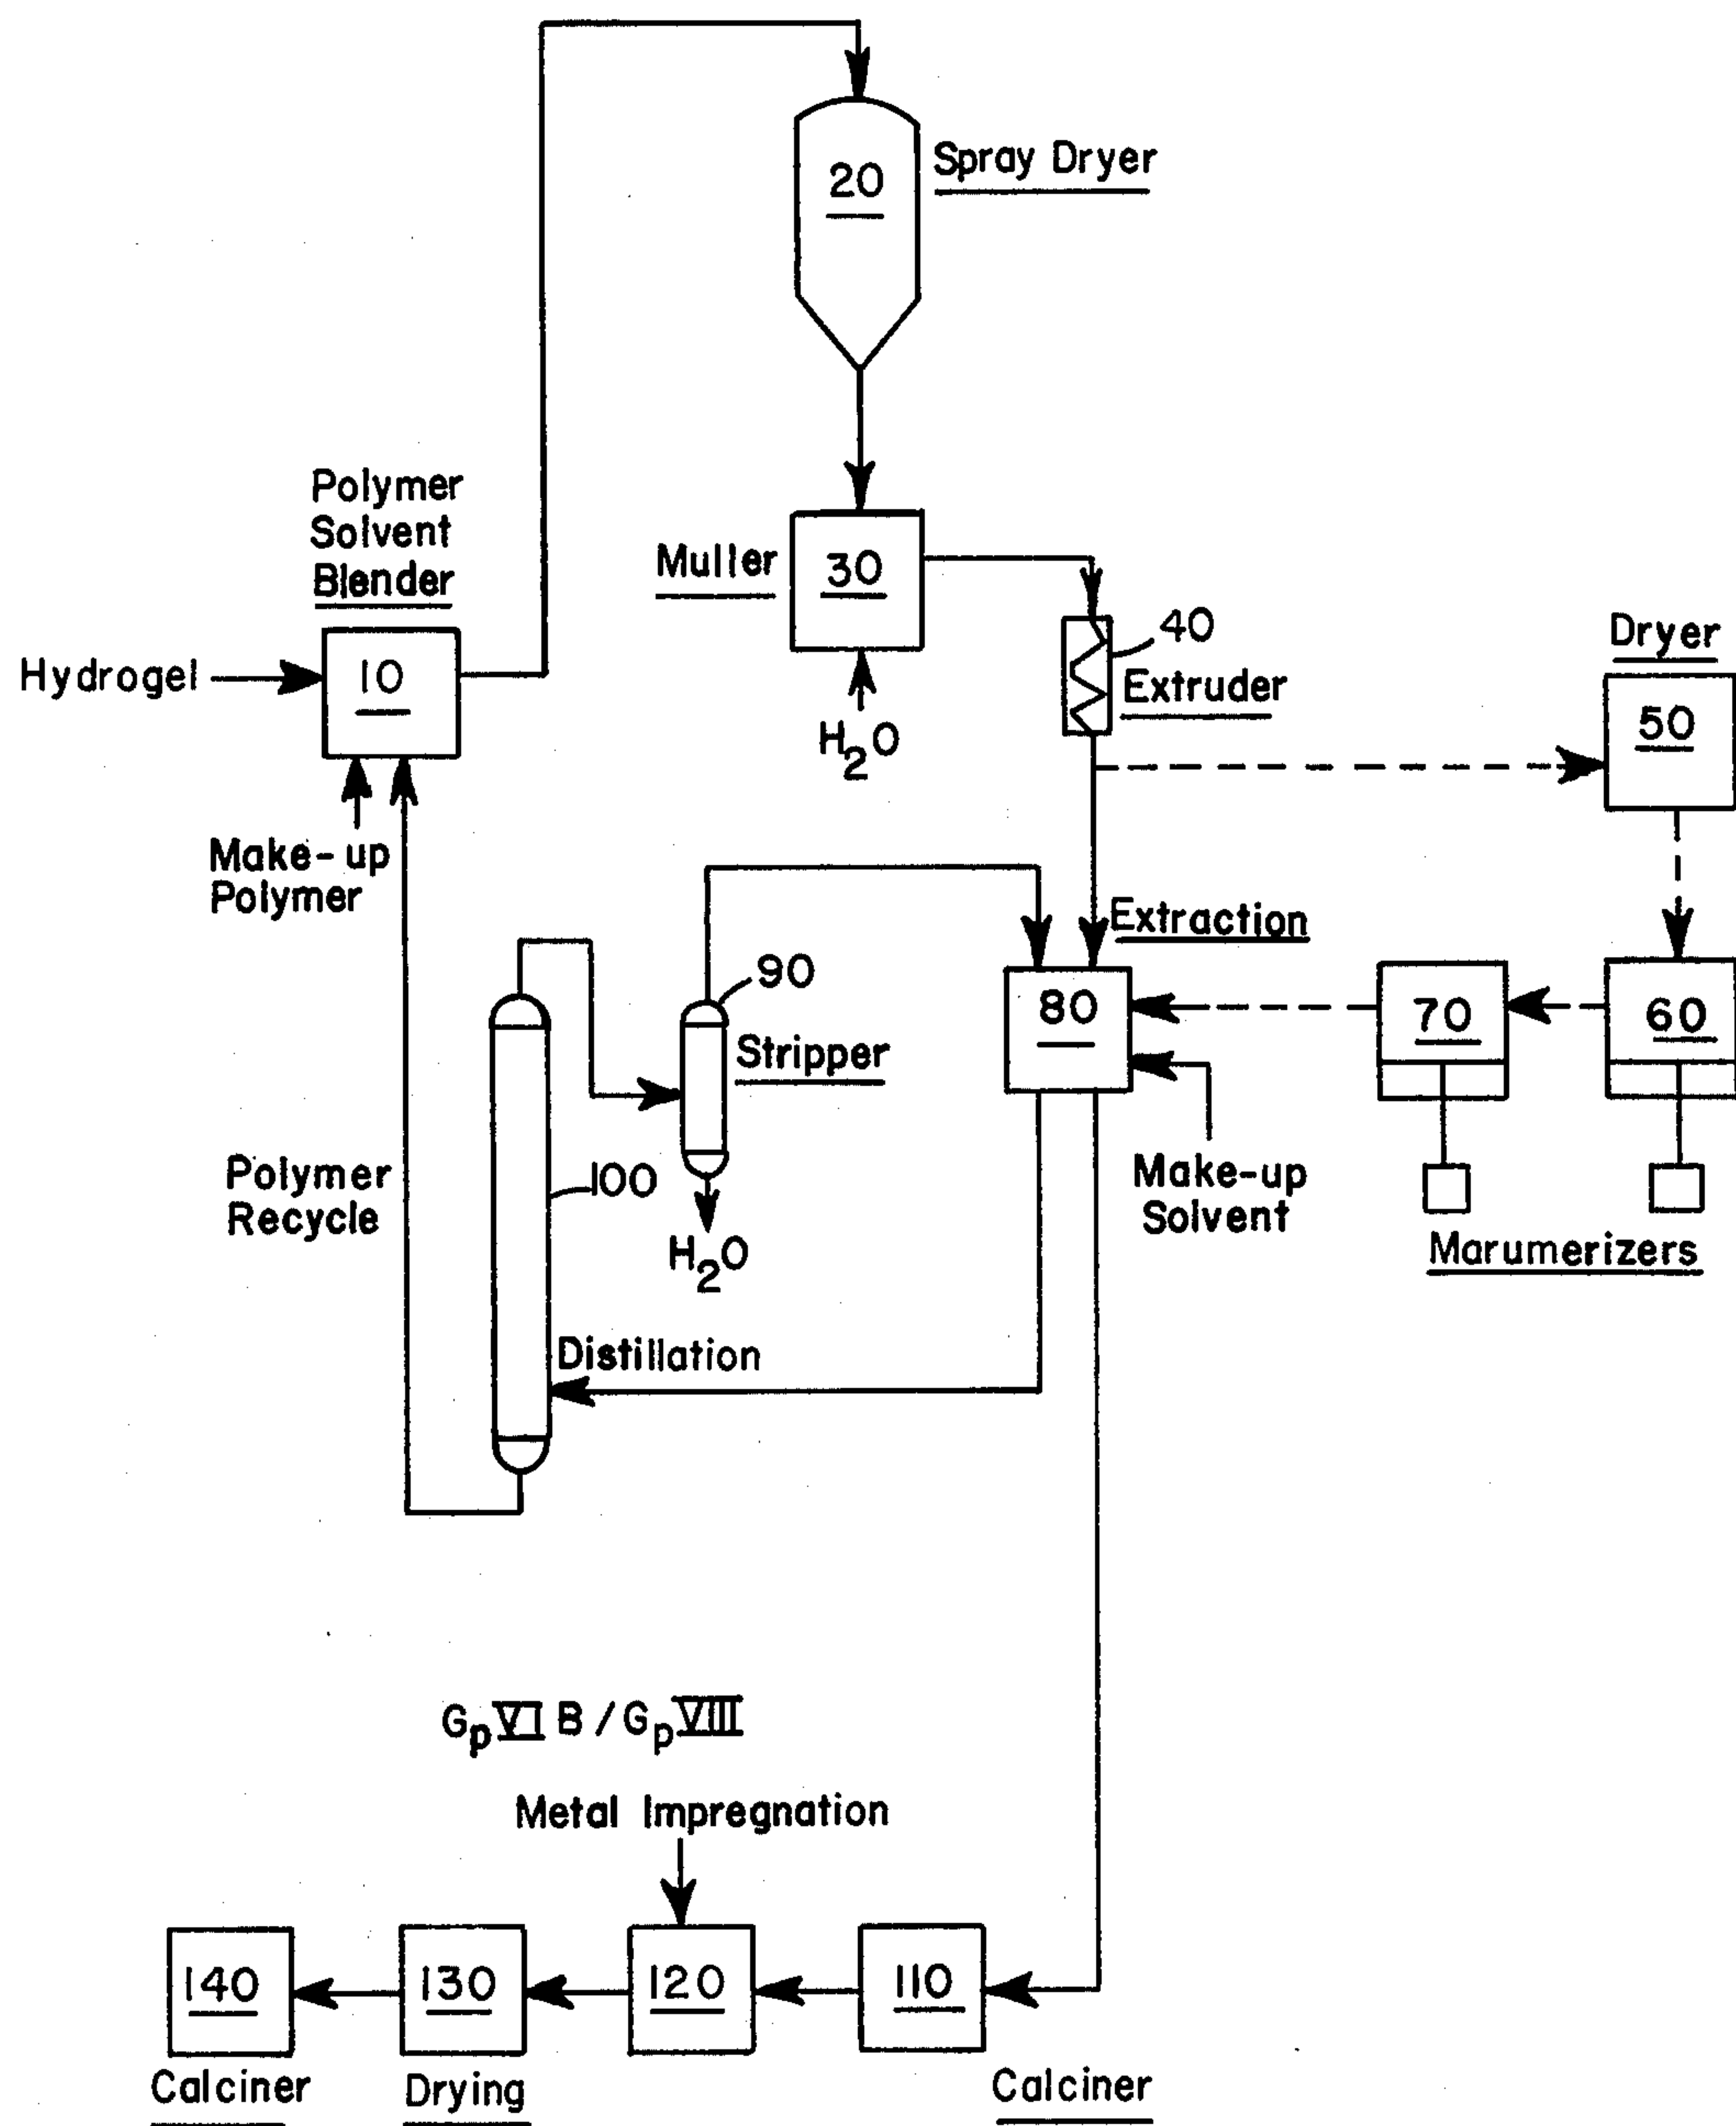 20
Spray Dryer
Polymer
Solvent
Blender
Muller
30
40
Extruder
Dryer
Hydrogel
10
50
H2O
Make-up
Polymer
Extraction
90
80
70
60
Stripper
Polymer
Recycle
100
Make-up
Solvent
H2O
Marumerizers
Distillation
Gp VI B / Gp VIII
Metal Impregnation
140
130
120
110
Calciner
Drying
Calciner